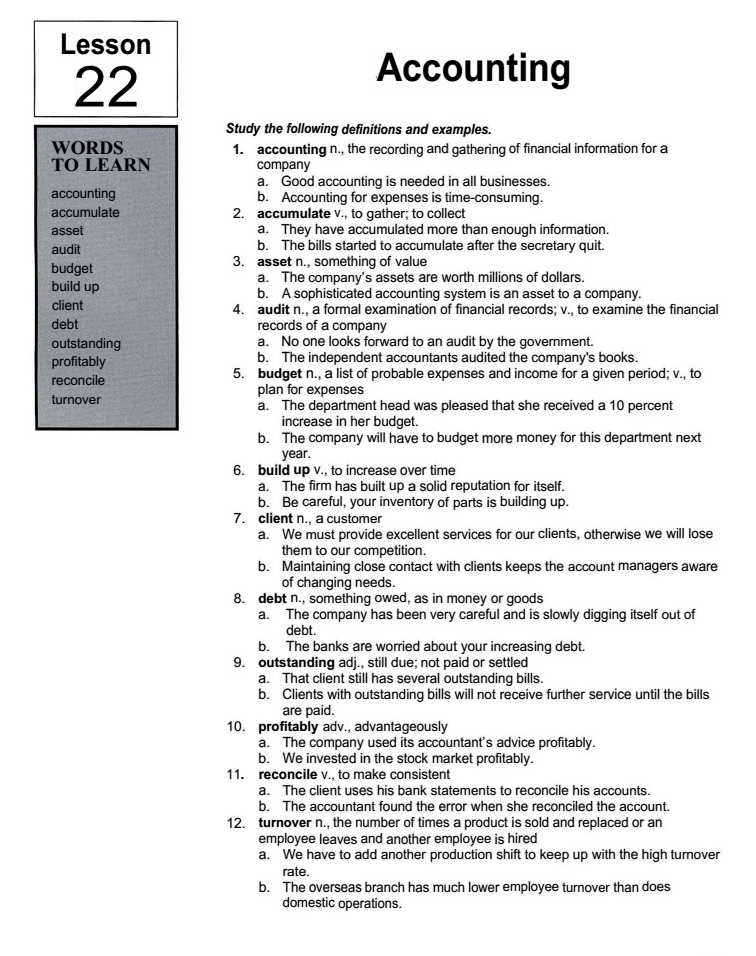 Lesson
22
Accounting
WORDS
TO LEARN
accounting
accumulate
asset
audit
budget
build up
client
debt
outstanding
profitably
reconcile
turnover
Study the following definitions and examples.
1. accounting n., the recording and gathering of financial information for a
company
a. Good accounting is needed in all businesses.
b. Accounting for expenses is time-consuming.
2. accumulate v., to gather; to collect
a. They have accumulated more than enough information.
b. The bills started to accumulate after the secretary quit.
3. asset n., something of value
a. The company's assets are worth millions of dollars.
b. A sophisticated accounting system is an asset to a company.
4. audit n., a formal examination of financial records; v., to examine the financial
records of a company
a. No one looks forward to an audit by the government.
b. The independent accountants audited the company's books.
5. budget n., a list of probable expenses and income for a given period; v., to
plan for expenses
a. The department head was pleased that she received a 10 percent
increase in her budget.
b. The company will have to budget more money for this department next
year.
6. build up v., to increase over time
a. The firm has built up a solid reputation for itself.
b. Be careful, your inventory of parts is building up.
7. client n., a customer
a. We must provide excellent services for our clients, otherwise we will lose
them to our competition.
b. Maintaining close contact with clients keeps the account managers aware
of changing needs.
8. debt n., something owed, as in money or goods
a. The company has been very careful and is slowly digging itself out of
debt.
b. The banks are worried about your increasing debt.
9. outstanding adj., still due; not paid or settled
a. That client still has several outstanding bills.
b. Clients with outstanding bills will not receive further service until the bills
are paid.
10. profitably adv., advantageously
a. The company used its accountant's advice profitably.
b. We invested in the stock market profitably.
11. reconcile v., to make consistent
a. The client uses his bank statements to reconcile his accounts.
b. The accountant found the error when she reconciled the account.
12. turnover n., the number of times a product is sold and replaced or an
employee leaves and another employee is hired
a. We have to add another production shift to keep up with the high turnover
rate.
b. The overseas branch has much lower employee turnover than does
domestic operations.